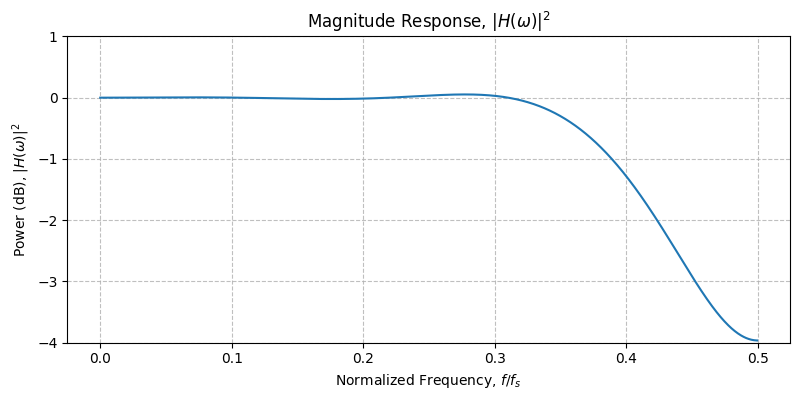 Magnitude Response, |H(ω)|²
1
0
−1
−2
−3
−4
Power (dB), |H(ω)|²
0.0 0.1 0.2 0.3 0.4 0.5
Normalized Frequency, f/fₛ